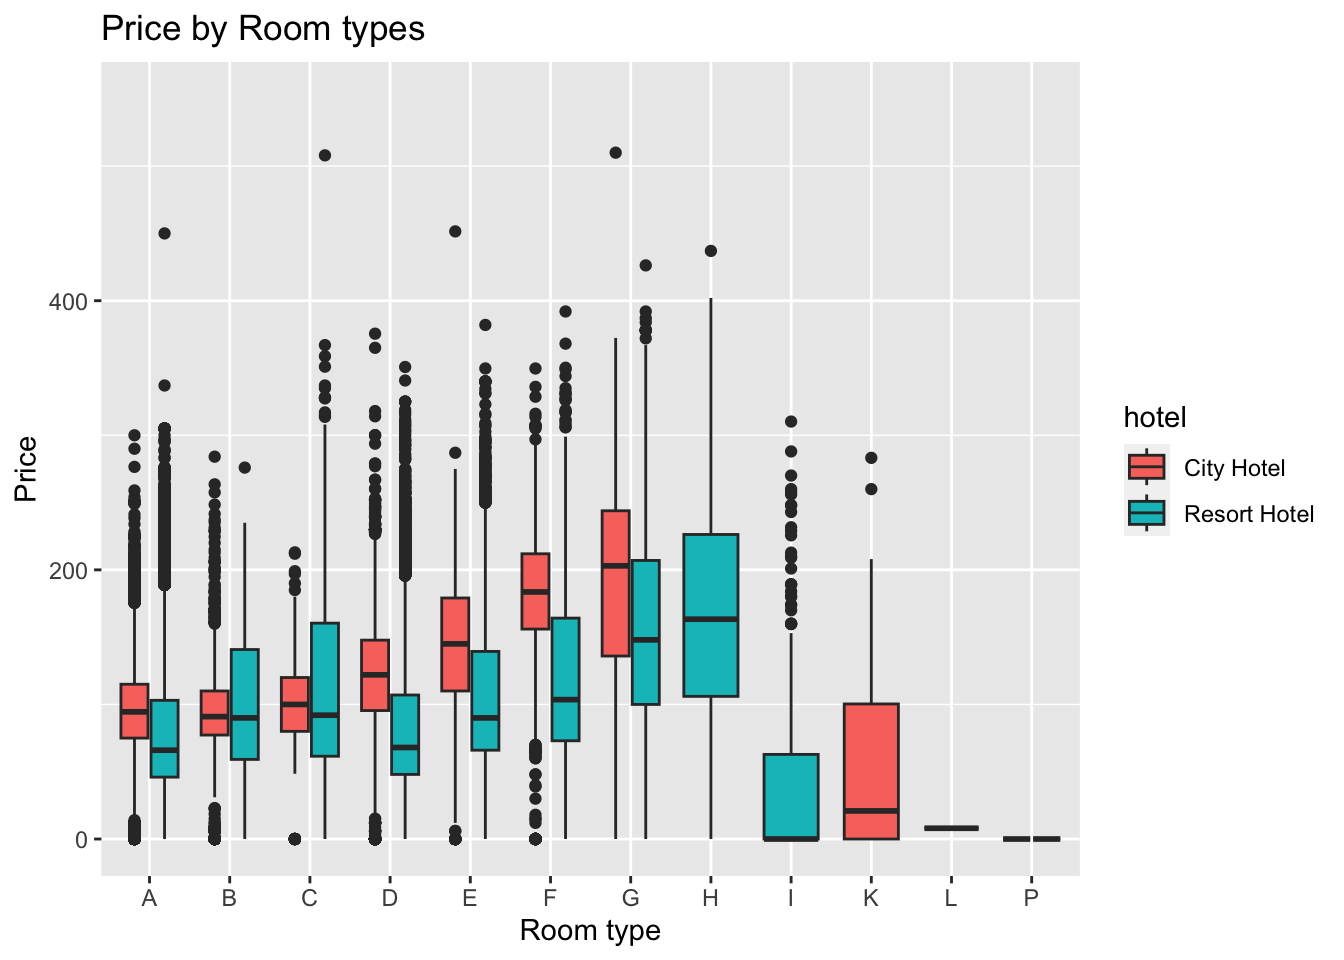 Price by Room types
Price
400
200
0
A B C D E F G H I K L P
Room type
hotel
City Hotel
Resort Hotel